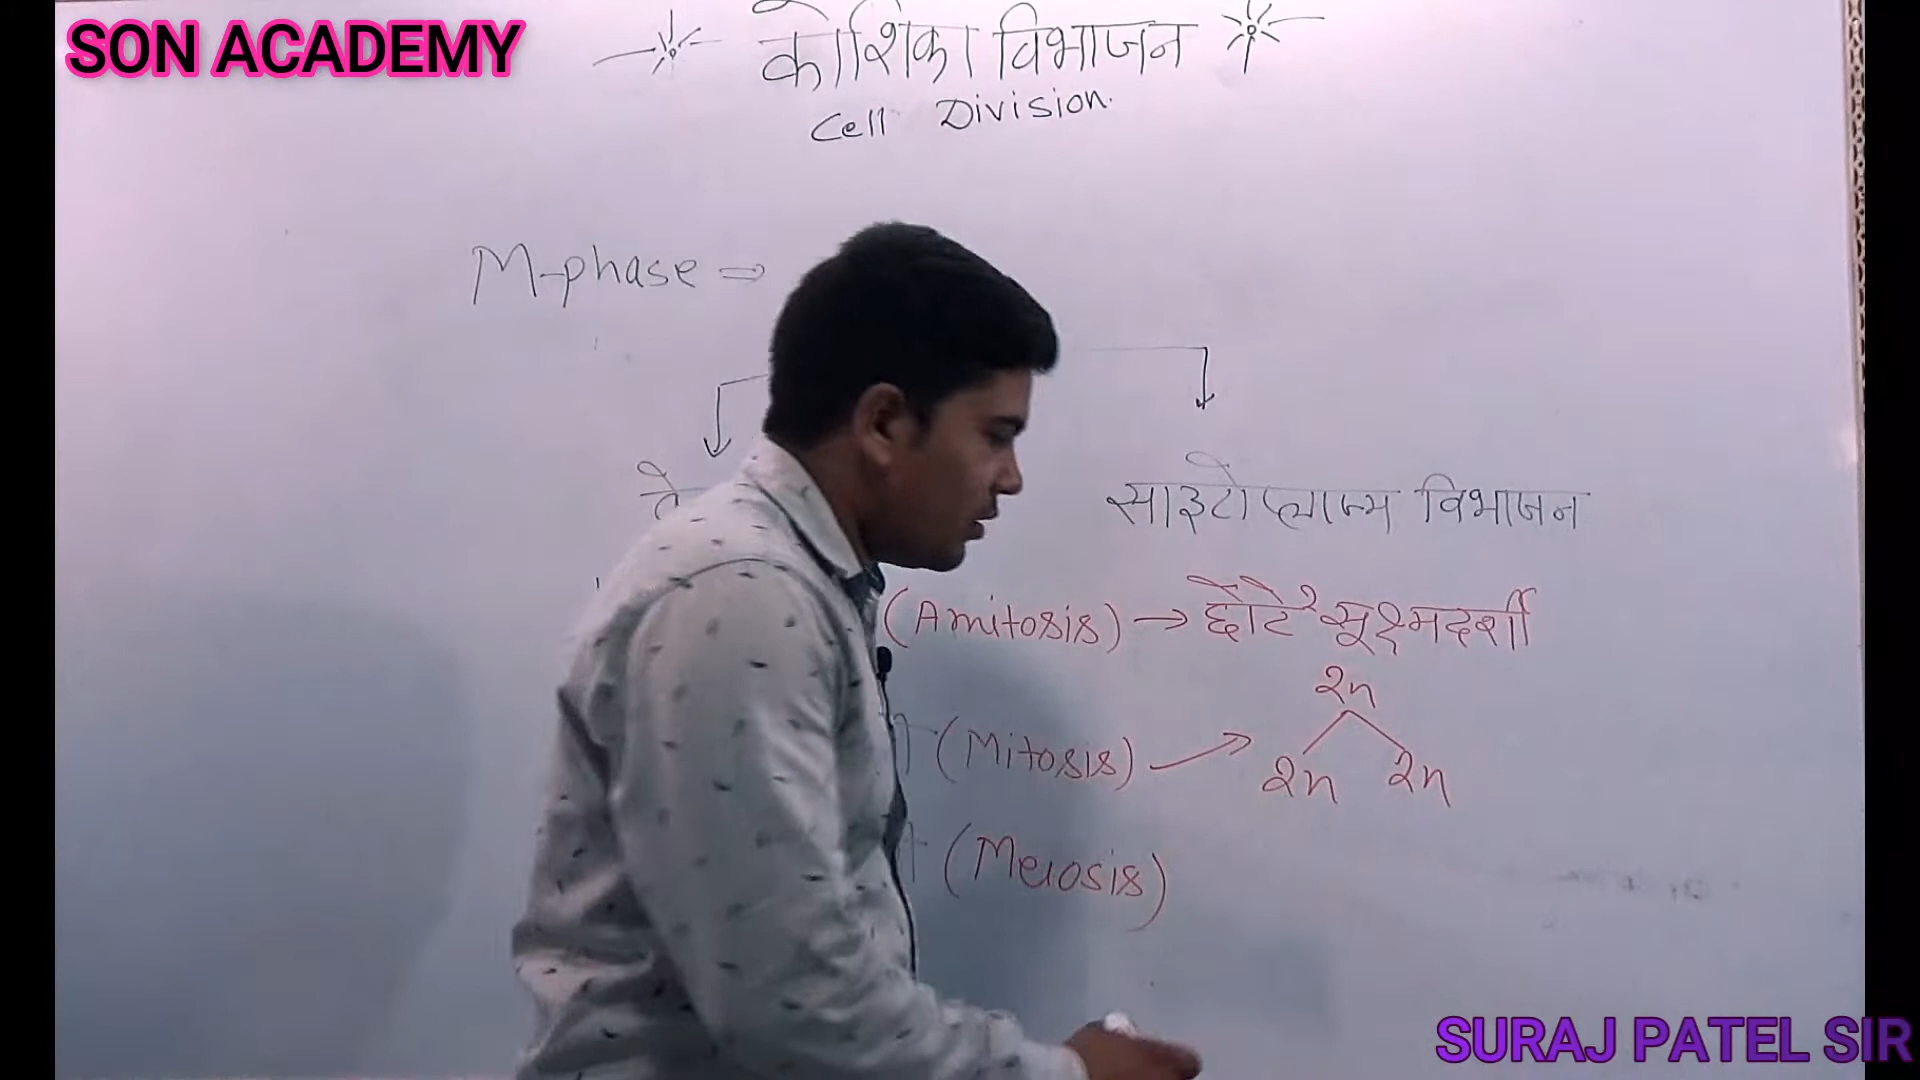 SON ACADEMY
कोशिका विभाजन
Cell Division.
M-phase ⇒
साइटोप्लाज्म विभाजन
(Amitosis) → छोटे सूक्ष्मदर्शी
2n
(Mitosis) →
2n 2n
(Meiosis)
SURAJ PATEL SIR